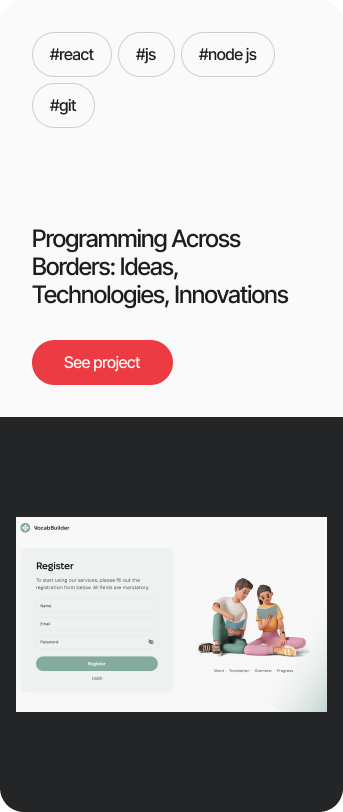 #react #js #node js
#git
Programming Across
Borders: Ideas,
Technologies, Innovations
See project
VocabBuilder
Register
To start using our services, please fill out the
registration form below. All fields are mandatory.
Name
Email
Password
Register
Login
Word · Translation · Grammar · Progress